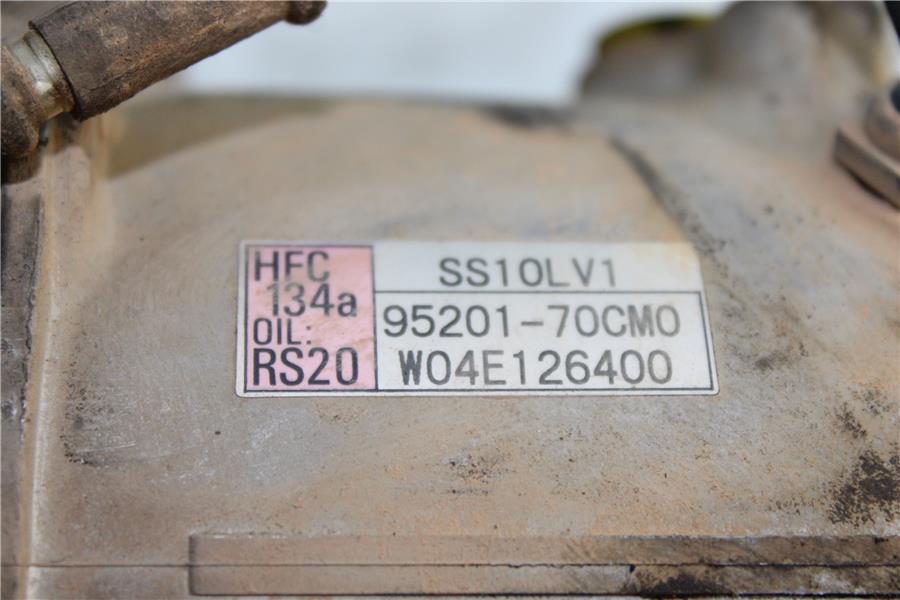 HFC
134a
OIL:
RS20
SS10LV1
95201-70CM0
W04E126400